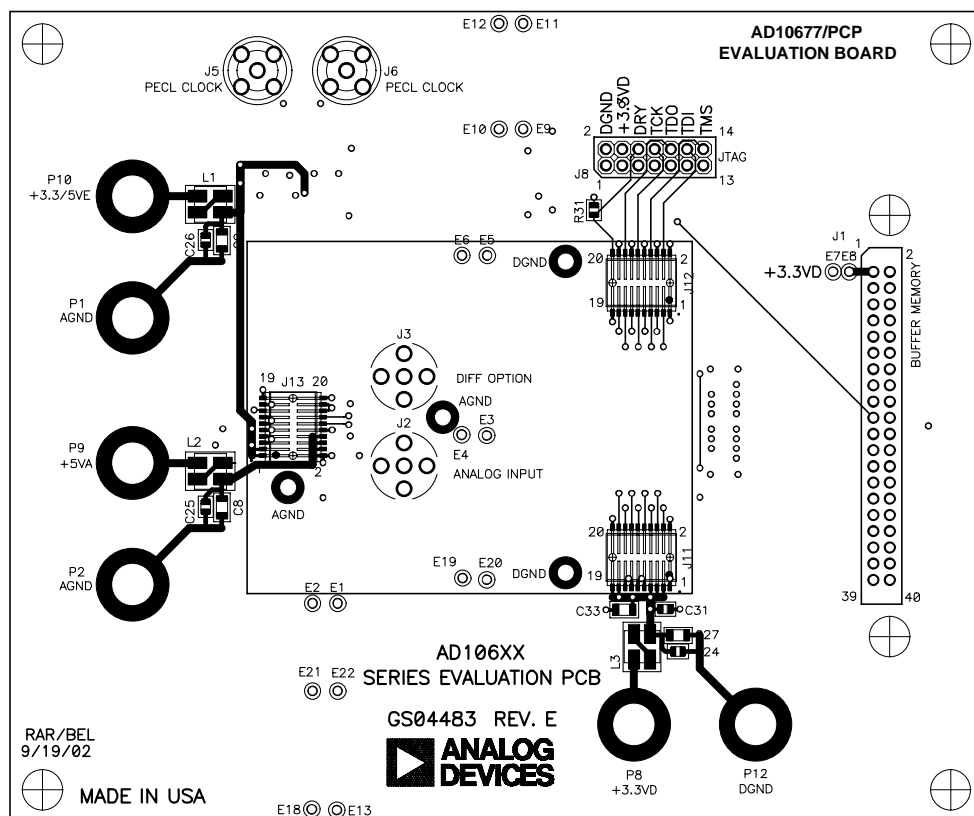 E12 E11
AD10677/PCP
EVALUATION BOARD
J5 J6
PECL CLOCK PECL CLOCK
DGND
+3.3VD
DRY
TCK
TDO
TDI
TMS
2 14
E10 E9
JTAG
J8
1 13
P10
+3.3/5VE
L1
R31
C26
E6 E5
DGND
20 2
J12
19 1
J1
1 2
E7 E8
+3.3VD
BUFFER MEMORY
P1
AGND
J3
19 J13 20
DIFF OPTION
AGND
J2
E3
E4
P9
+5VA
L2
ANALOG INPUT
2
C25
C8
AGND
20 2
J11
P2
AGND
E19 E20
DGND
19 1
39 40
E2 E1
C33
C31
L3
AD106XX
SERIES EVALUATION PCB
E21 E22
GS04483 REV. E
RAR/BEL
9/19/02
ANALOG
DEVICES
P8
+3.3VD
P12
DGND
MADE IN USA
E18 E13